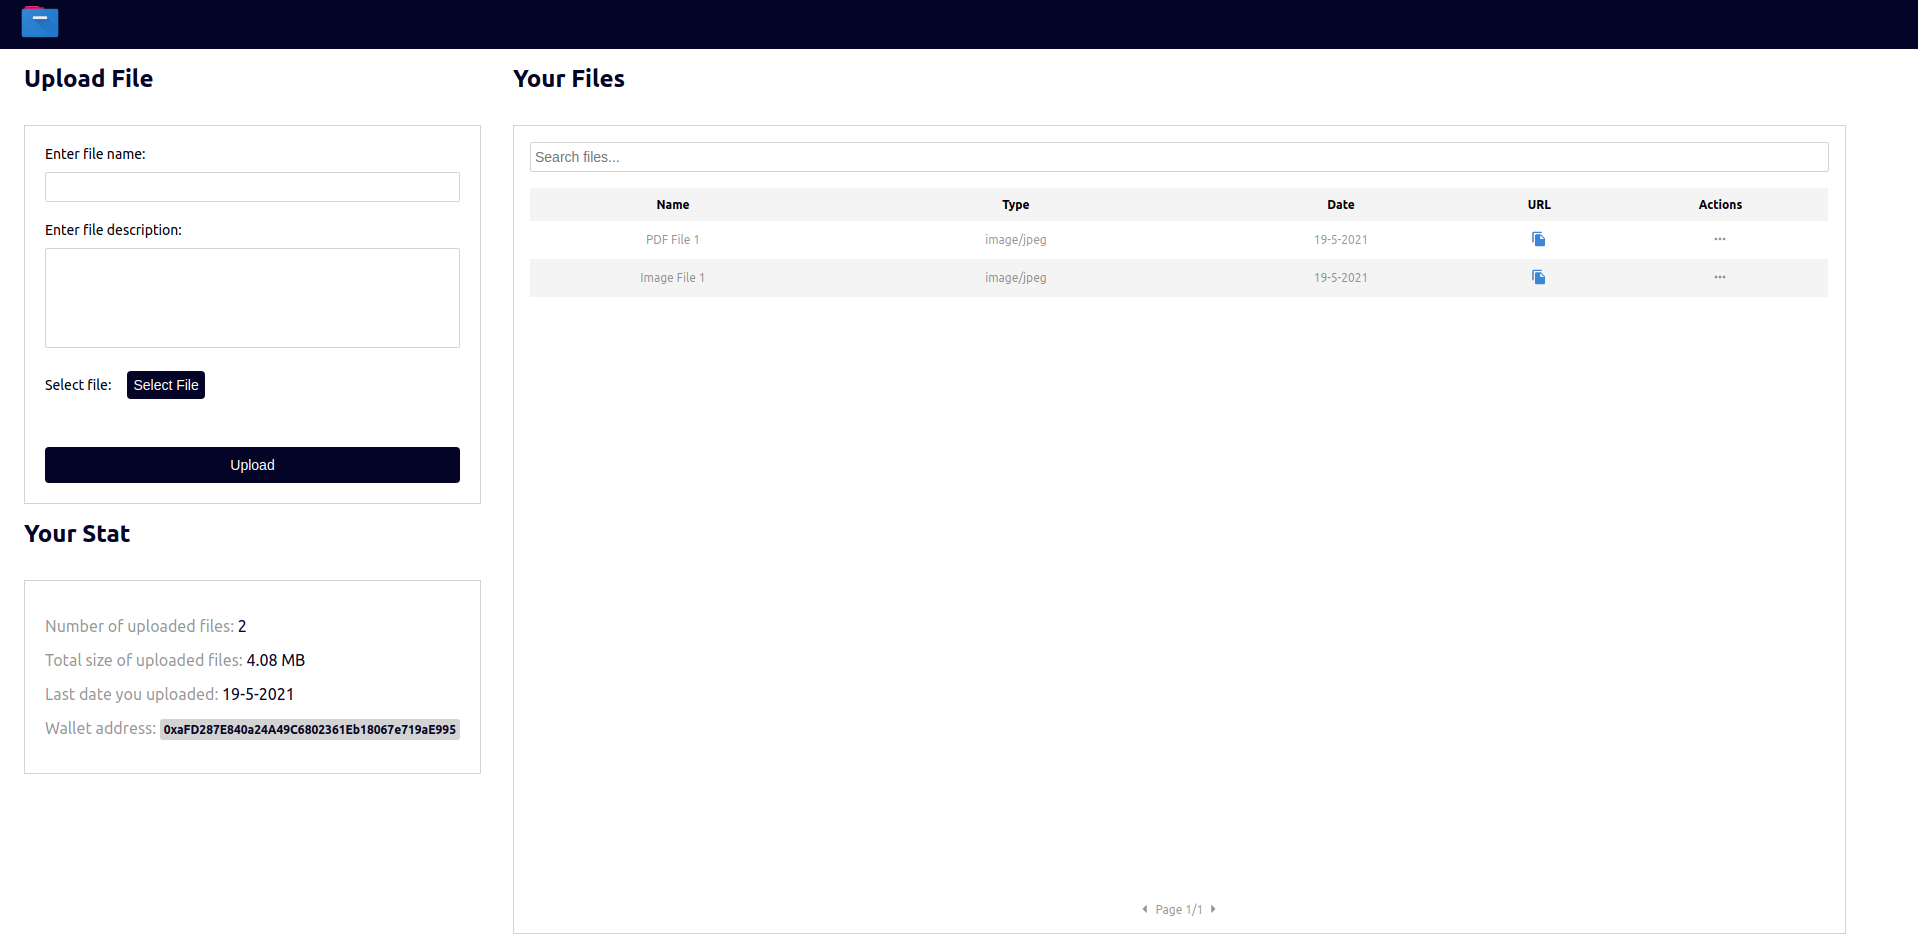 Upload File
Enter file name:
Enter file description:
Select file: Select File
Upload
Your Stat
Number of uploaded files: 2
Total size of uploaded files: 4.08 MB
Last date you uploaded: 19-5-2021
Wallet address: 0xaFD287E840a24A49C6802361Eb18067e719aE995
Your Files
Search files...
Name Type Date URL Actions
PDF File 1 image/jpeg 19-5-2021
Image File 1 image/jpeg 19-5-2021
Page 1/1